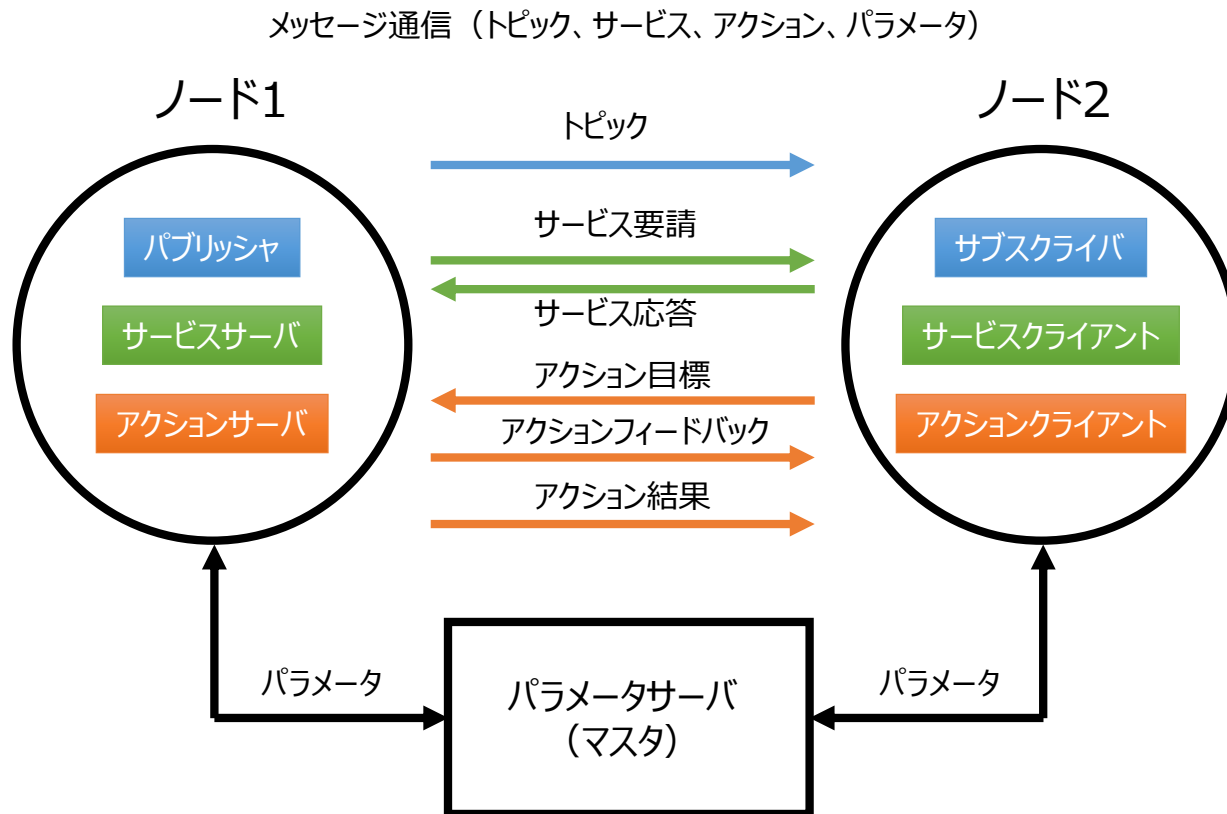 メッセージ通信（トピック、サービス、アクション、パラメータ）
ノード1
ノード2
トピック
パブリッシャ
サービス要請
サブスクライバ
サービスサーバ
サービス応答
サービスクライアント
アクション目標
アクションサーバ
アクションフィードバック
アクションクライアント
アクション結果
パラメータ
パラメータサーバ
（マスタ）
パラメータ